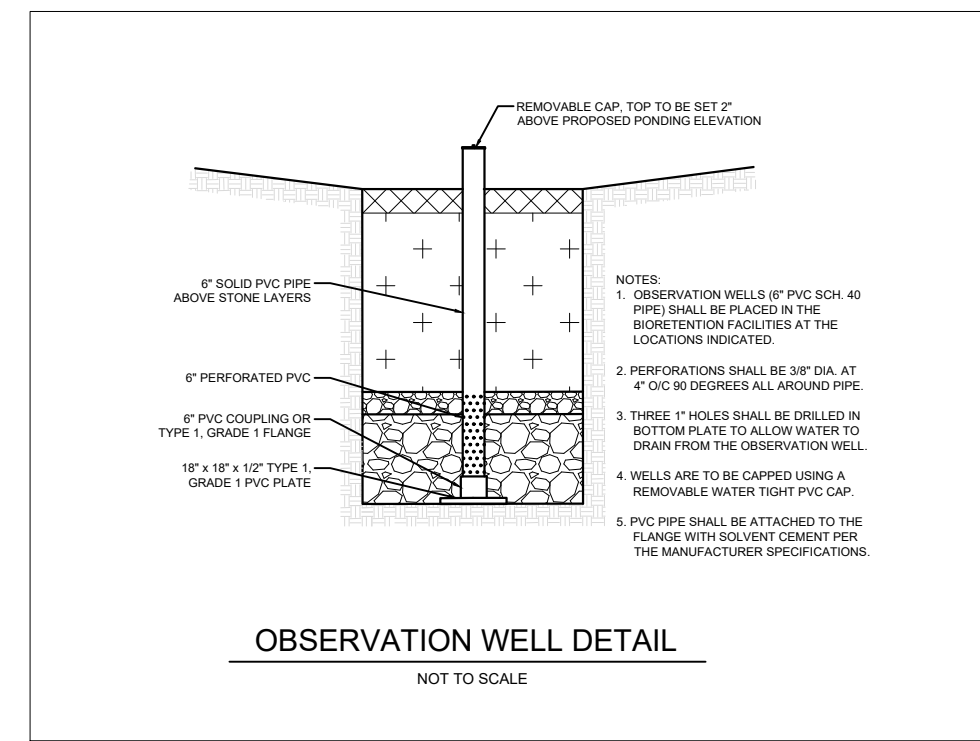 REMOVABLE CAP, TOP TO BE SET 2"
ABOVE PROPOSED PONDING ELEVATION
6" SOLID PVC PIPE
ABOVE STONE LAYERS
6" PERFORATED PVC
6" PVC COUPLING OR
TYPE 1, GRADE 1 FLANGE
18" x 18" x 1/2" TYPE 1,
GRADE 1 PVC PLATE
NOTES:
1. OBSERVATION WELLS (6" PVC SCH. 40
PIPE) SHALL BE PLACED IN THE
BIORETENTION FACILITIES AT THE
LOCATIONS INDICATED.
2. PERFORATIONS SHALL BE 3/8" DIA. AT
4" O/C 90 DEGREES ALL AROUND PIPE.
3. THREE 1" HOLES SHALL BE DRILLED IN
BOTTOM PLATE TO ALLOW WATER TO
DRAIN FROM THE OBSERVATION WELL.
4. WELLS ARE TO BE CAPPED USING A
REMOVABLE WATER TIGHT PVC CAP.
5. PVC PIPE SHALL BE ATTACHED TO THE
FLANGE WITH SOLVENT CEMENT PER
THE MANUFACTURER SPECIFICATIONS.
OBSERVATION WELL DETAIL
NOT TO SCALE